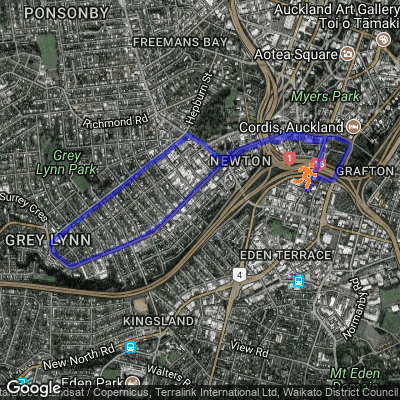 PONSONBY
Auckland Art Gallery
Toi o Tāmaki
FREEMANS BAY
Aotea Square
Hepburn St
Myers Park
Richmond Rd
Cordis, Auckland
Grey
Lynn Park
NEWTON
1
GRAFTON
Surrey Cres
GREY LYNN
EDEN TERRACE
4
Normanby Rd
KINGSLAND
New North Rd
View Rd
Mt Eden
Walters R
Eden Park
Google
dsat / Copernicus, Terralink International Ltd, Waikato District Council